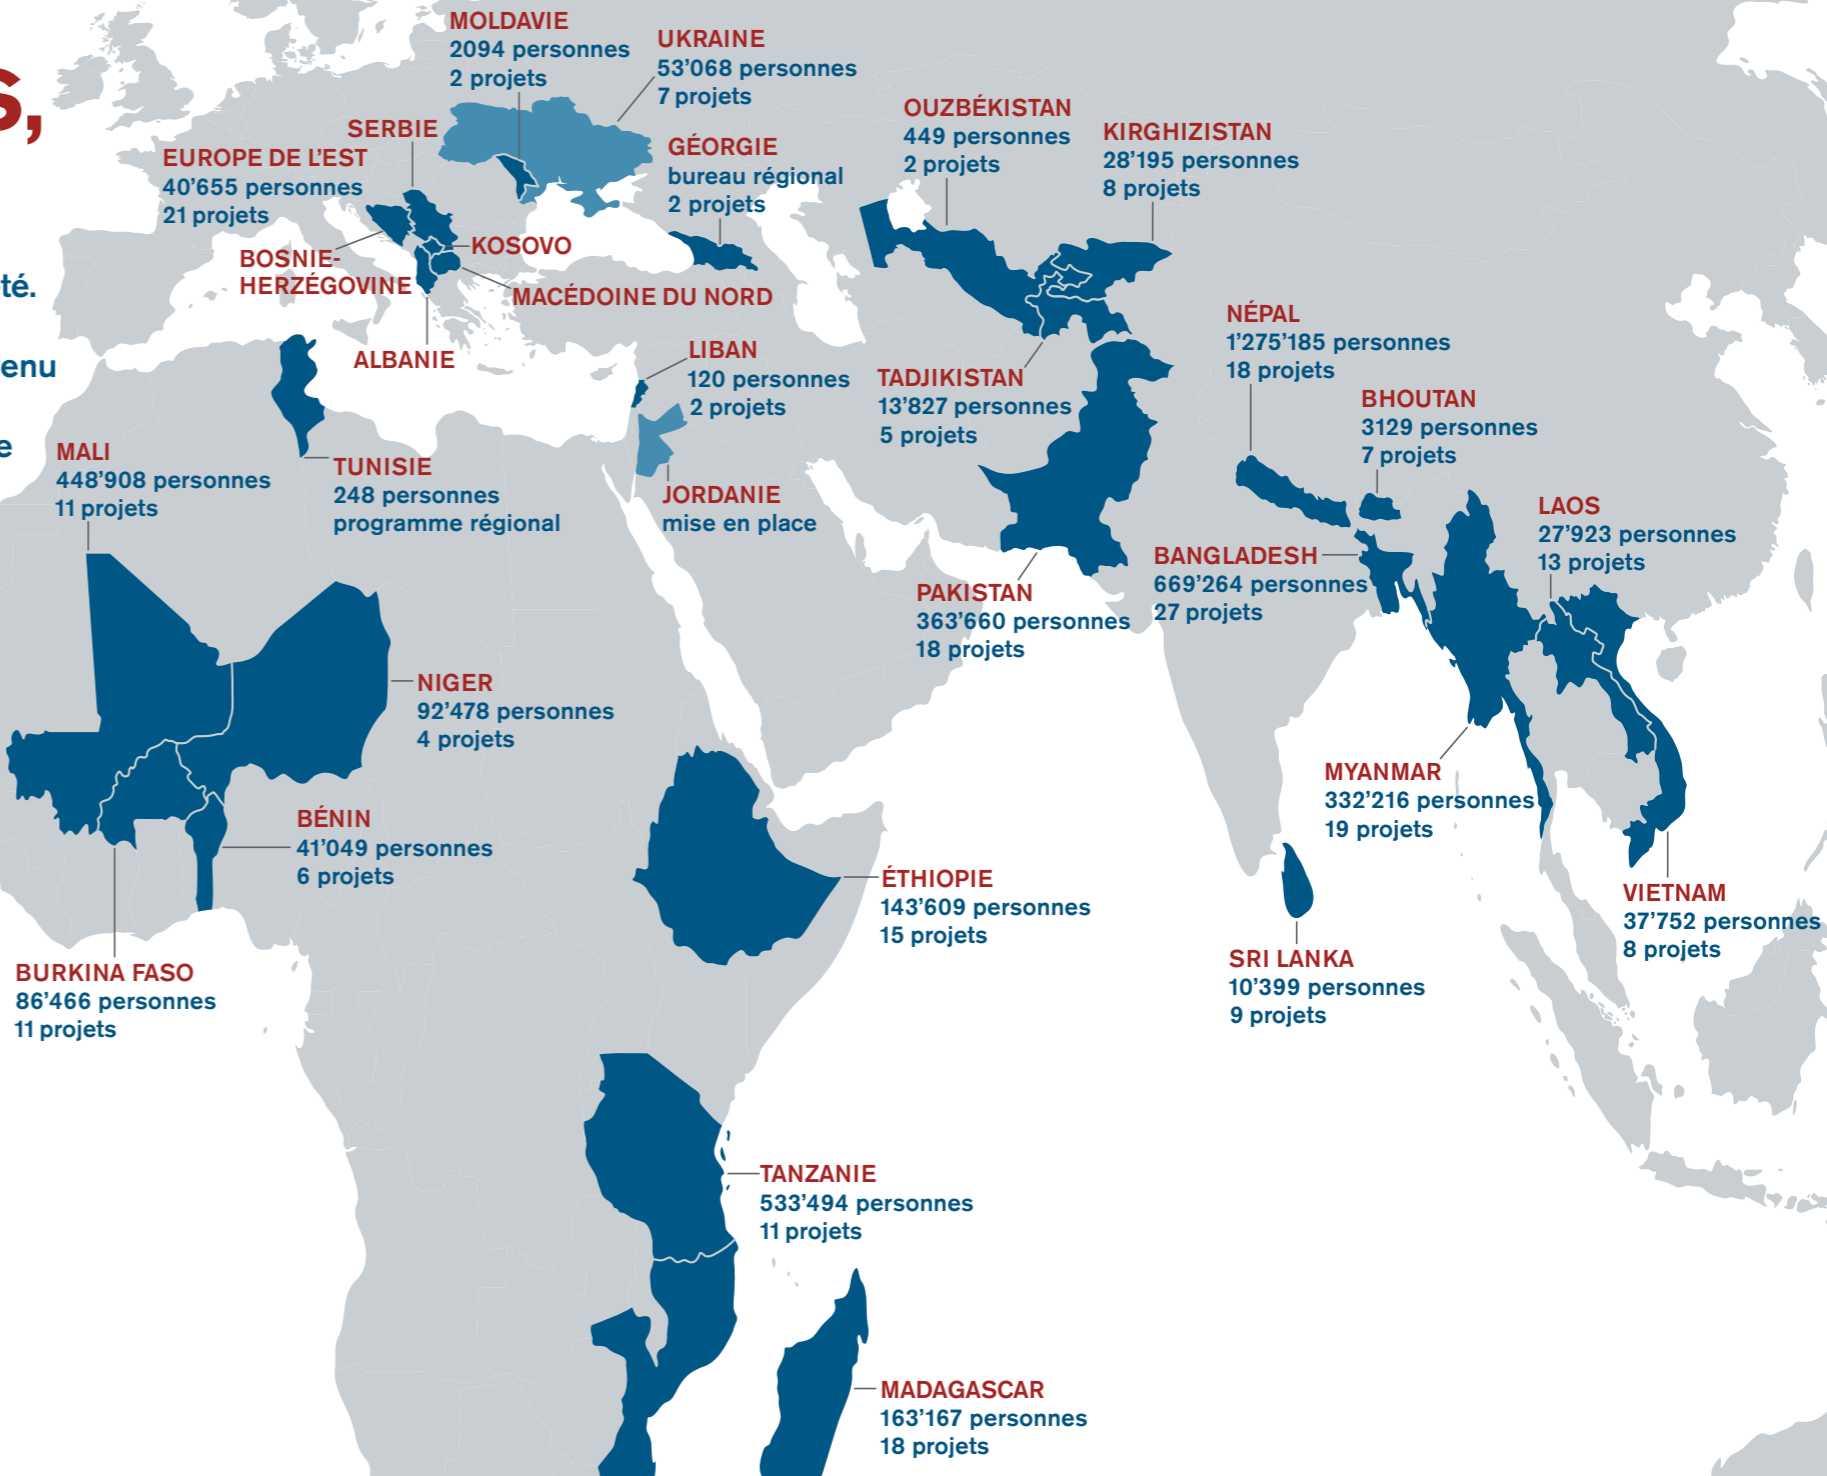 s,
té.
enu
e
MOLDAVIE
2094 personnes
2 projets
UKRAINE
53’068 personnes
7 projets
SERBIE
EUROPE DE L’EST
40’655 personnes
21 projets
GÉORGIE
bureau régional
2 projets
OUZBÉKISTAN
449 personnes
2 projets
KIRGHIZISTAN
28’195 personnes
8 projets
BOSNIE-
HERZÉGOVINE
KOSOVO
MACÉDOINE DU NORD
ALBANIE
LIBAN
120 personnes
2 projets
TADJIKISTAN
13’827 personnes
5 projets
NÉPAL
1’275’185 personnes
18 projets
BHOUTAN
3129 personnes
7 projets
MALI
448’908 personnes
11 projets
TUNISIE
248 personnes
programme régional
JORDANIE
mise en place
LAOS
27’923 personnes
13 projets
BANGLADESH
669’264 personnes
27 projets
PAKISTAN
363’660 personnes
18 projets
NIGER
92’478 personnes
4 projets
MYANMAR
332’216 personnes
19 projets
BÉNIN
41’049 personnes
6 projets
ÉTHIOPIE
143’609 personnes
15 projets
VIETNAM
37’752 personnes
8 projets
SRI LANKA
10’399 personnes
9 projets
BURKINA FASO
86’466 personnes
11 projets
TANZANIE
533’494 personnes
11 projets
MADAGASCAR
163’167 personnes
18 projets